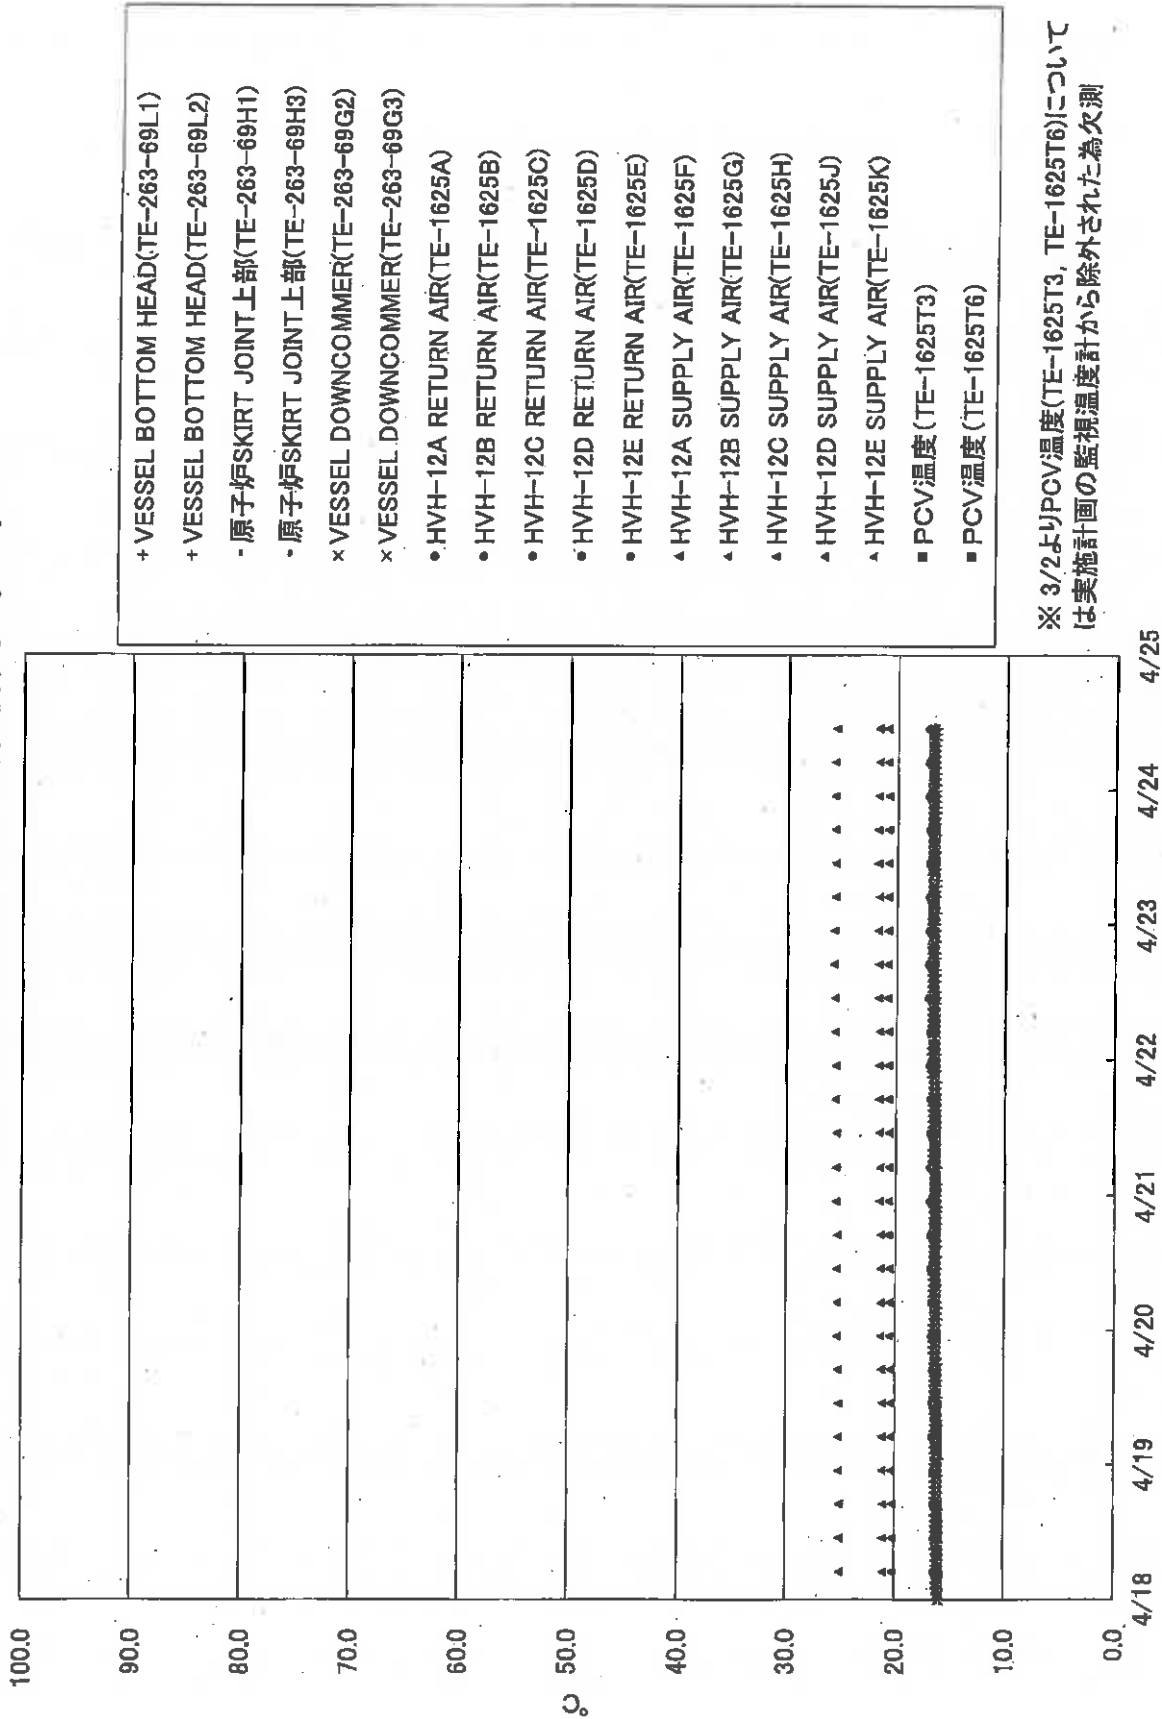 100.0
90.0
80.0
70.0
60.0
50.0
40.0
30.0
20.0
10.0
0.0
℃
4/18
4/19
4/20
4/21
4/22
4/23
4/24
4/25
+ VESSEL BOTTOM HEAD(TE-263-69L1)
+ VESSEL BOTTOM HEAD(TE-263-69L2)
- 原子炉SKIRT JOINT上部(TE-263-69H1)
- 原子炉SKIRT JOINT上部(TE-263-69H3)
× VESSEL DOWNCOMMER(TE-263-69G2)
× VESSEL DOWNCOMMER(TE-263-69G3)
● HVH-12A RETURN AIR(TE-1625A)
● HVH-12B RETURN AIR(TE-1625B)
● HVH-12C RETURN AIR(TE-1625C)
● HVH-12D RETURN AIR(TE-1625D)
● HVH-12E RETURN AIR(TE-1625E)
▲ HVH-12A SUPPLY AIR(TE-1625F)
▲ HVH-12B SUPPLY AIR(TE-1625G)
▲ HVH-12C SUPPLY AIR(TE-1625H)
▲ HVH-12D SUPPLY AIR(TE-1625J)
▲ HVH-12E SUPPLY AIR(TE-1625K)
■ PCV温度(TE-1625T3)
■ PCV温度(TE-1625T6)
※ 3/2よりPCV温度(TE-1625T3, TE-1625T6)について
は実施計画の監視温度計から除外された為欠測